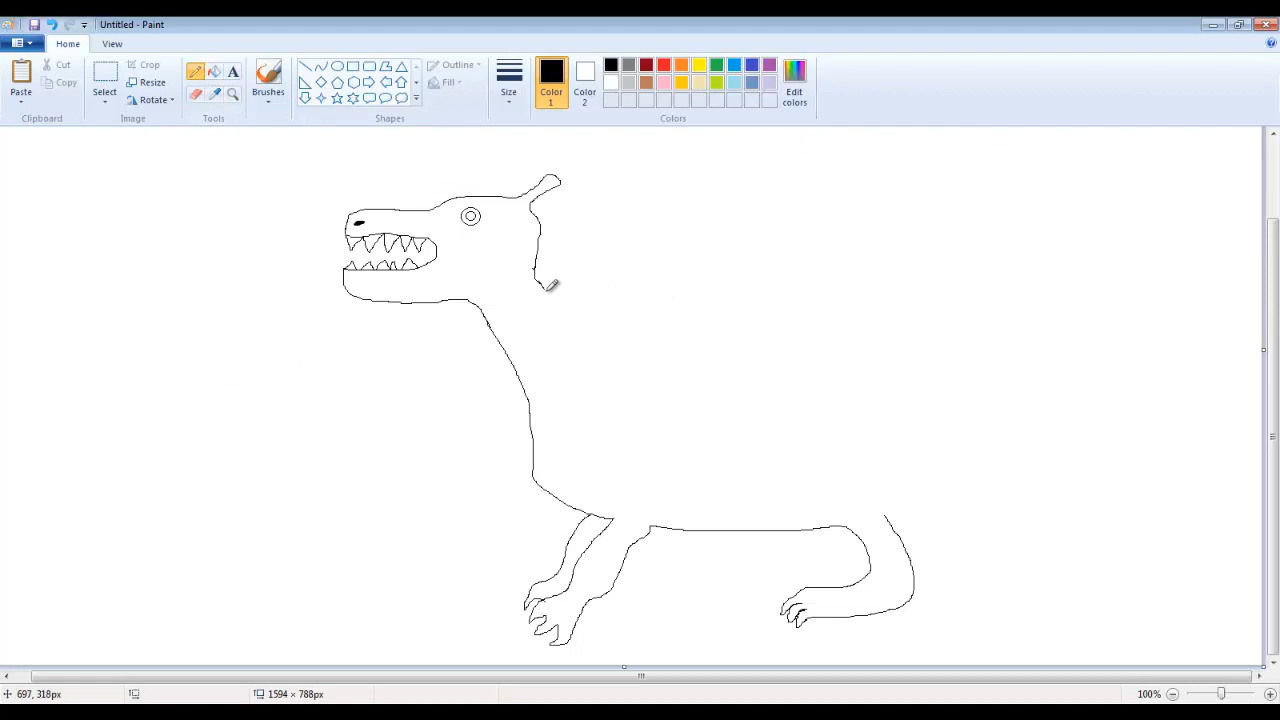 Untitled - Paint
Home View
Paste
Cut
Copy
Clipboard
Select
Crop
Resize
Rotate
Image
A
Tools
Brushes
Outline
Fill
Shapes
Size
Color 1
Color 2
Edit colors
Colors
697, 318px
1594 × 788px
100%